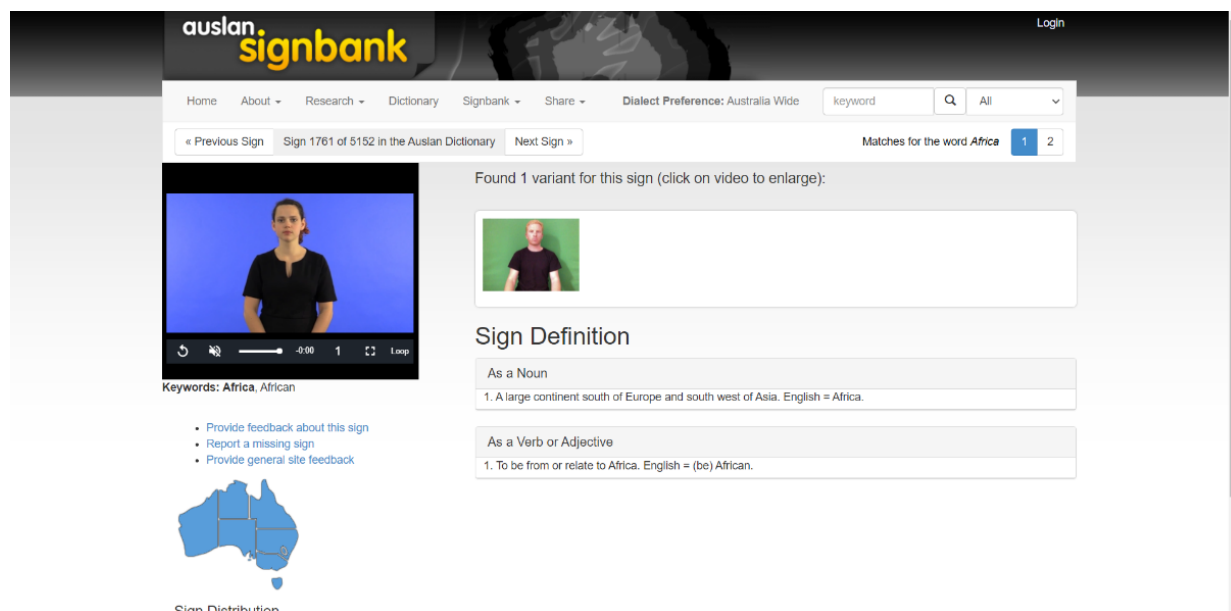 auslan
signbank
Login
Home About Research Dictionary Signbank Share Dialect Preference: Australia Wide keyword All
« Previous Sign Sign 1761 of 5152 in the Auslan Dictionary Next Sign » Matches for the word Africa 1 2
Found 1 variant for this sign (click on video to enlarge):
-0:00 1 Loop
Keywords: Africa, African
Sign Definition
As a Noun
1. A large continent south of Europe and south west of Asia. English = Africa.
As a Verb or Adjective
1. To be from or relate to Africa. English = (be) African.
Provide feedback about this sign
Report a missing sign
Provide general site feedback
Sign Distribution